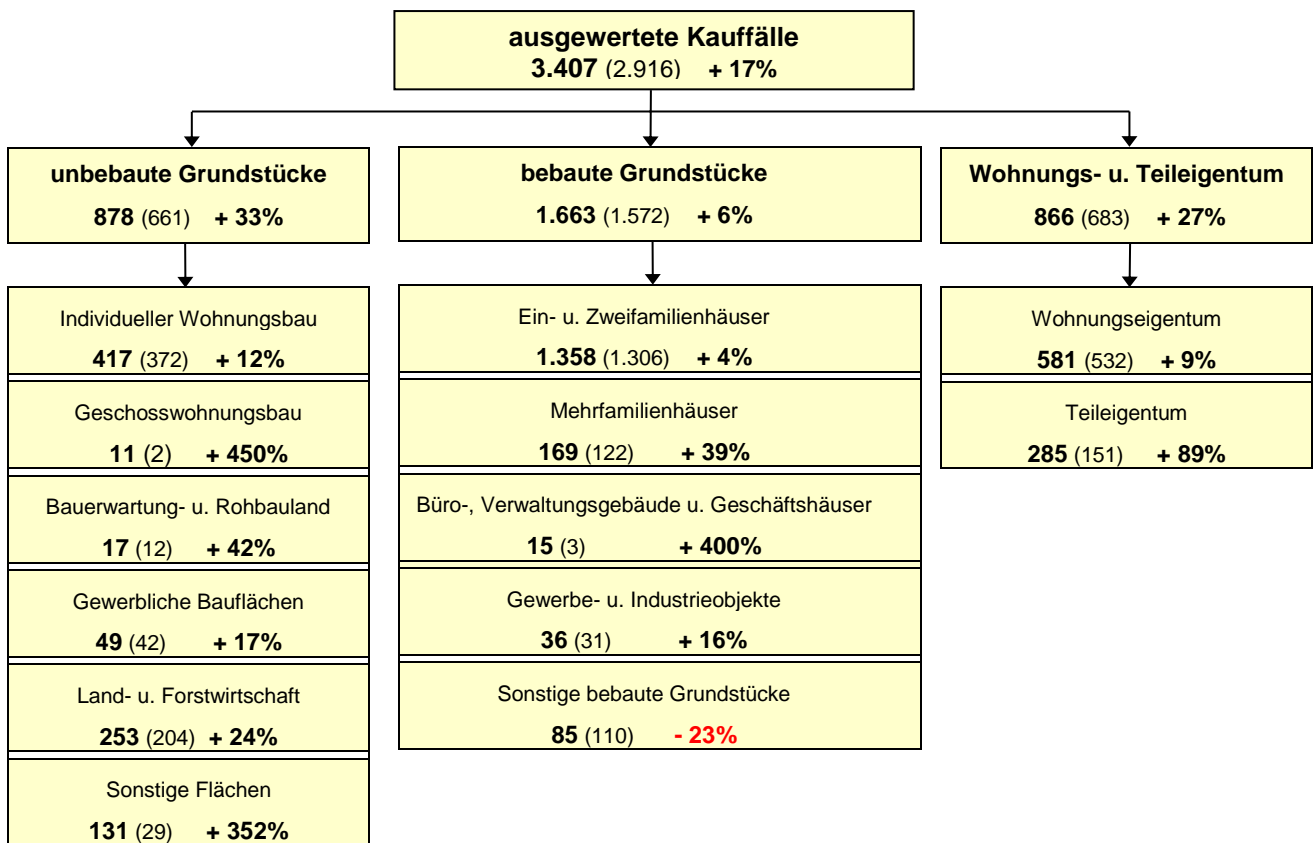 ausgewertete Kauffälle
3.407 (2.916) + 17%
unbebaute Grundstücke
878 (661) + 33%
bebaute Grundstücke
1.663 (1.572) + 6%
Wohnungs- u. Teileigentum
866 (683) + 27%
Individueller Wohnungsbau
417 (372) + 12%
Geschosswohnungsbau
11 (2) + 450%
Bauerwartung- u. Rohbauland
17 (12) + 42%
Gewerbliche Bauflächen
49 (42) + 17%
Land- u. Forstwirtschaft
253 (204) + 24%
Sonstige Flächen
131 (29) + 352%
Ein- u. Zweifamilienhäuser
1.358 (1.306) + 4%
Mehrfamilienhäuser
169 (122) + 39%
Büro-, Verwaltungsgebäude u. Geschäftshäuser
15 (3) + 400%
Gewerbe- u. Industrieobjekte
36 (31) + 16%
Sonstige bebaute Grundstücke
85 (110) - 23%
Wohnungseigentum
581 (532) + 9%
Teileigentum
285 (151) + 89%